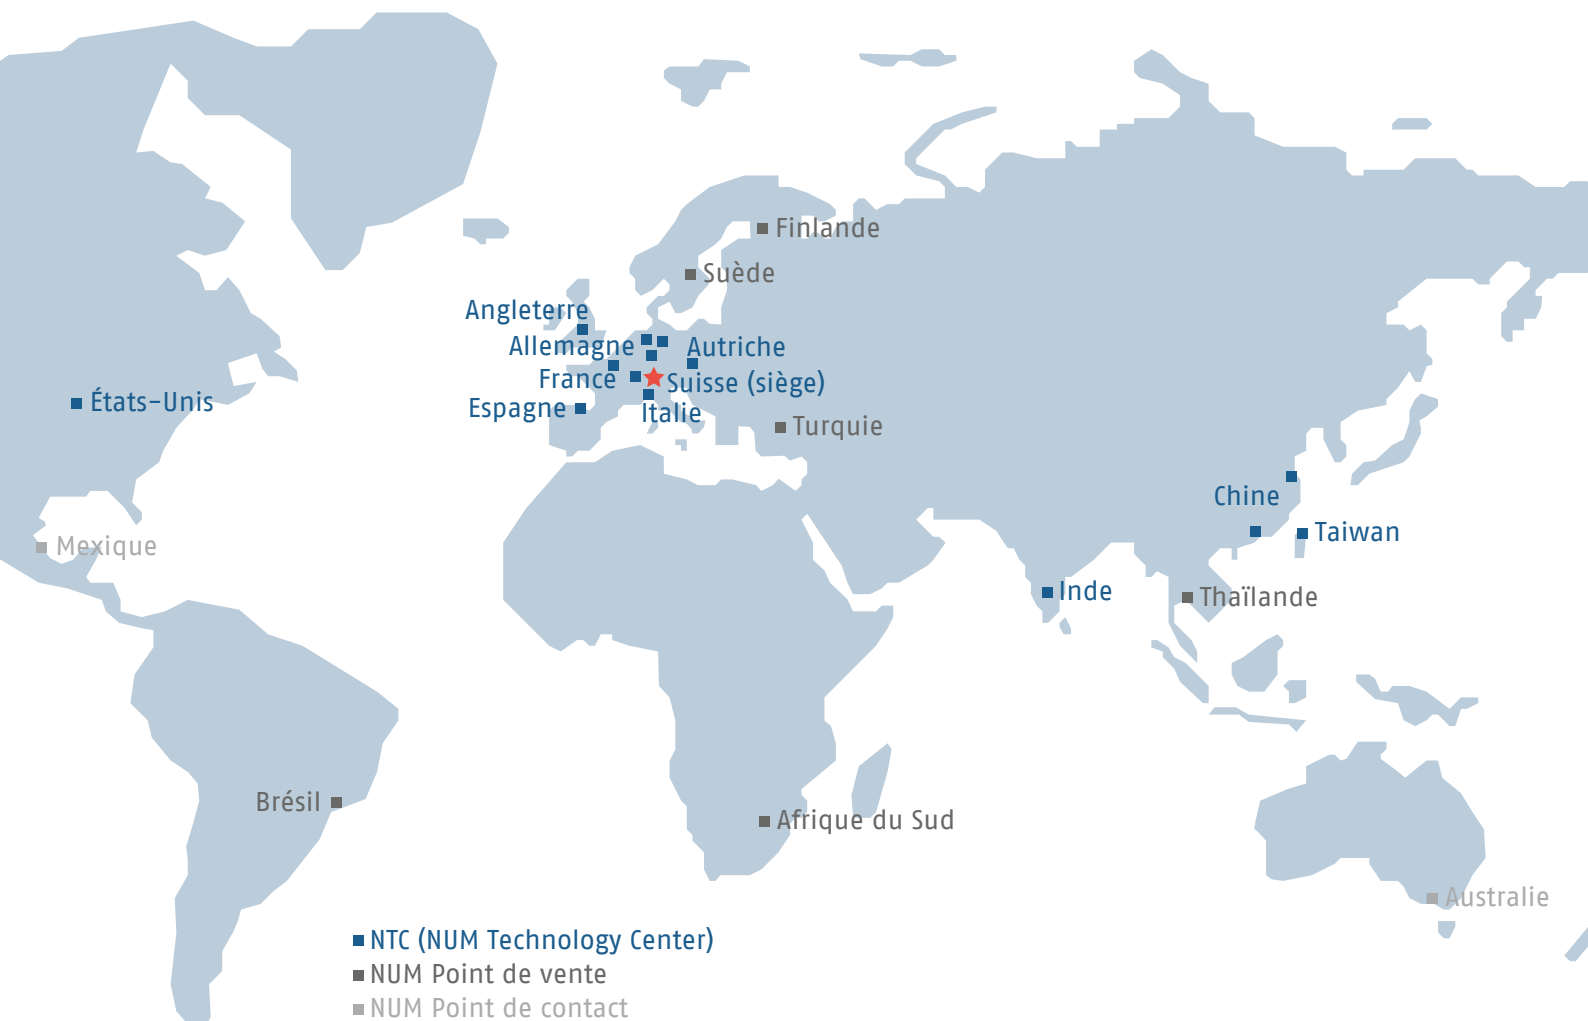 Finlande
Suède
Angleterre
Allemagne
Autriche
France
Suisse (siège)
États-Unis
Espagne
Italie
Turquie
Chine
Taiwan
Mexique
Inde
Thaïlande
Brésil
Afrique du Sud
Australie
NTC (NUM Technology Center)
NUM Point de vente
NUM Point de contact